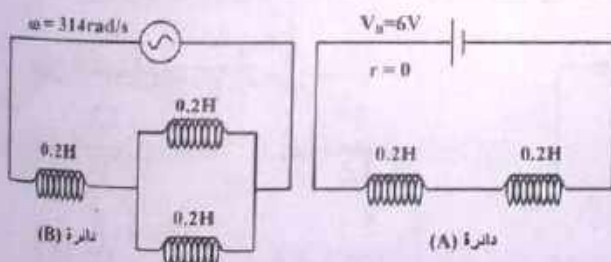 ω = 314rad/s
V_B=6V
r = 0
0.2H
0.2H
0.2H
0.2H
0.2H
دائرة (B)
دائرة (A)